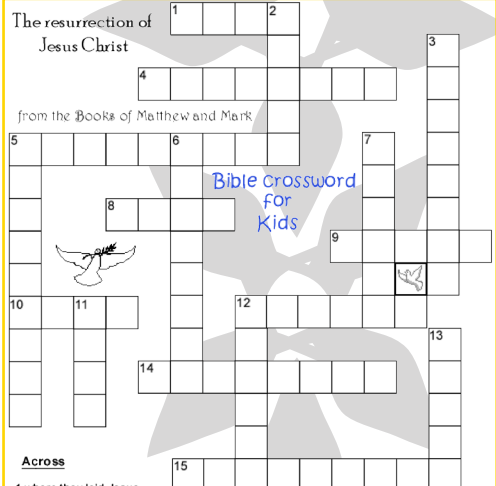 The resurrection of
Jesus Christ
1
2
3
4
from the Books of Matthew and Mark
5
6
7
Bible crossword
for
Kids
8
9
10
11
12
13
14
Across
15